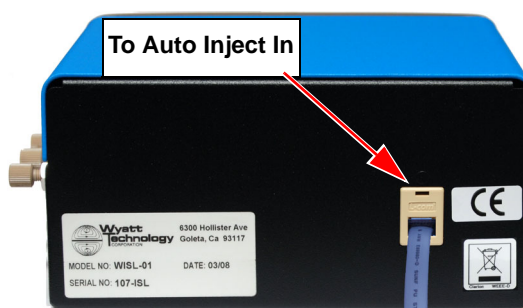 To Auto Inject In
Wyatt
Technology
CORPORATION
6300 Hollister Ave
Goleta, Ca 93117
MODEL NO: WISL-01 DATE: 03/08
SERIAL NO: 107-ISL
CE